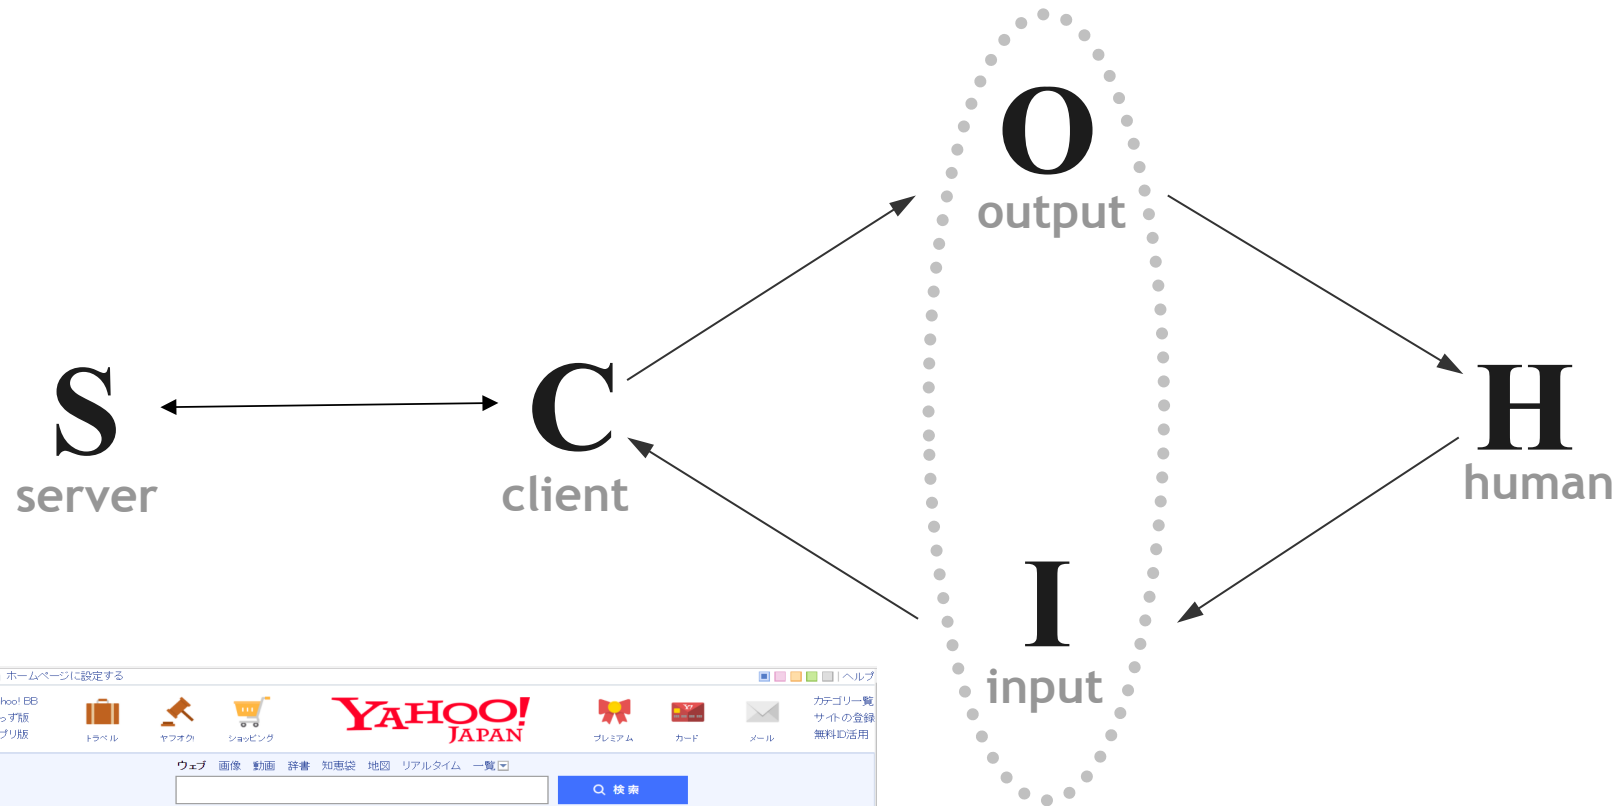 O
output
S
server
C
client
H
human
I
input
ホームページに設定する
ヘルプ
hoo! BB
っず版
プリ版
トラベル
ヤフオク!
ショッピング
YAHOO!
JAPAN
プレミアム
カード
メール
カテゴリ一覧
サイトの登録
無料ID活用
ウェブ 画像 動画 辞書 知恵袋 地図 リアルタイム 一覧
検索